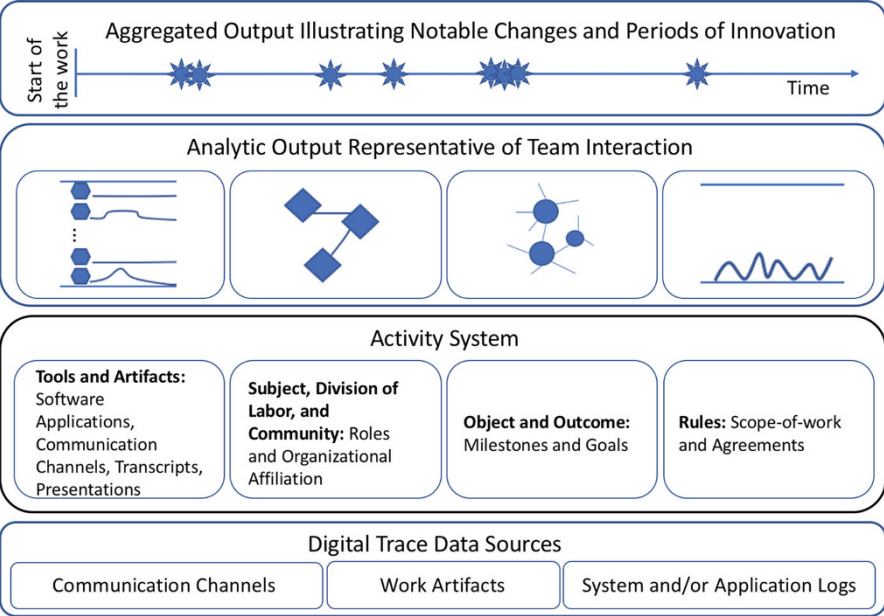 Aggregated Output Illustrating Notable Changes and Periods of Innovation
Start of
the work
Time
Analytic Output Representative of Team Interaction
Activity System
Tools and Artifacts:
Software
Applications,
Communication
Channels, Transcripts,
Presentations
Subject, Division of
Labor, and
Community: Roles
and Organizational
Affiliation
Object and Outcome:
Milestones and Goals
Rules: Scope-of-work
and Agreements
Digital Trace Data Sources
Communication Channels
Work Artifacts
System and/or Application Logs